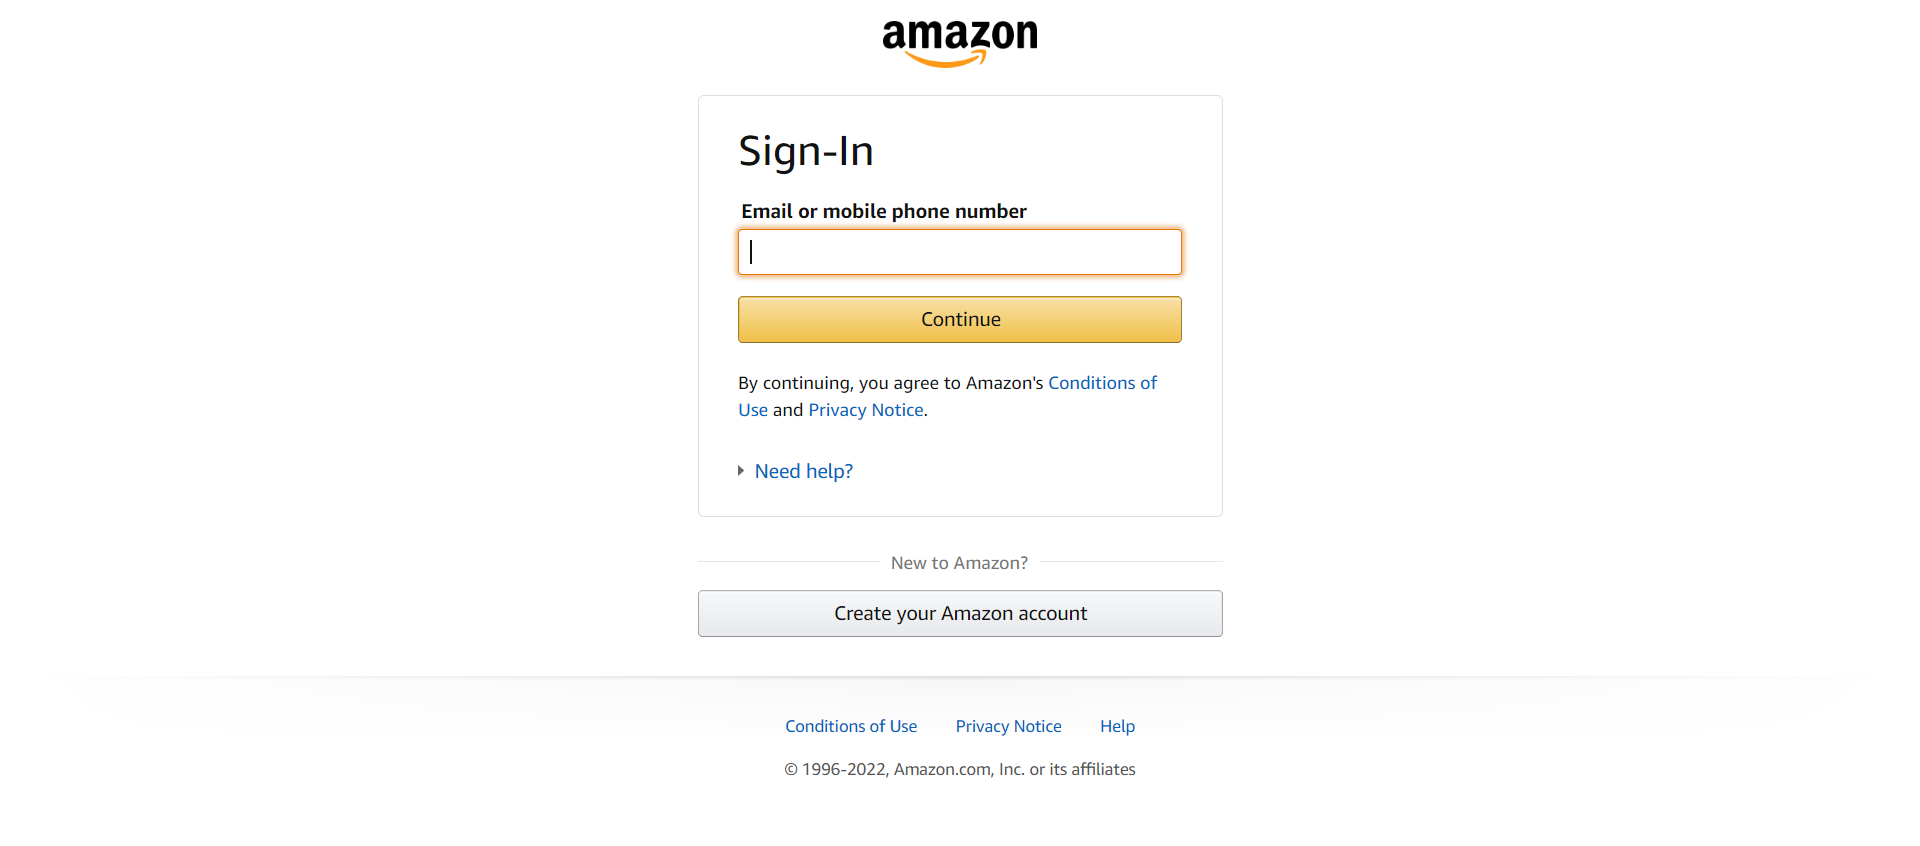 amazon
Sign-In
Email or mobile phone number
Continue
By continuing, you agree to Amazon's Conditions of
Use and Privacy Notice.
Need help?
New to Amazon?
Create your Amazon account
Conditions of Use Privacy Notice Help
© 1996-2022, Amazon.com, Inc. or its affiliates